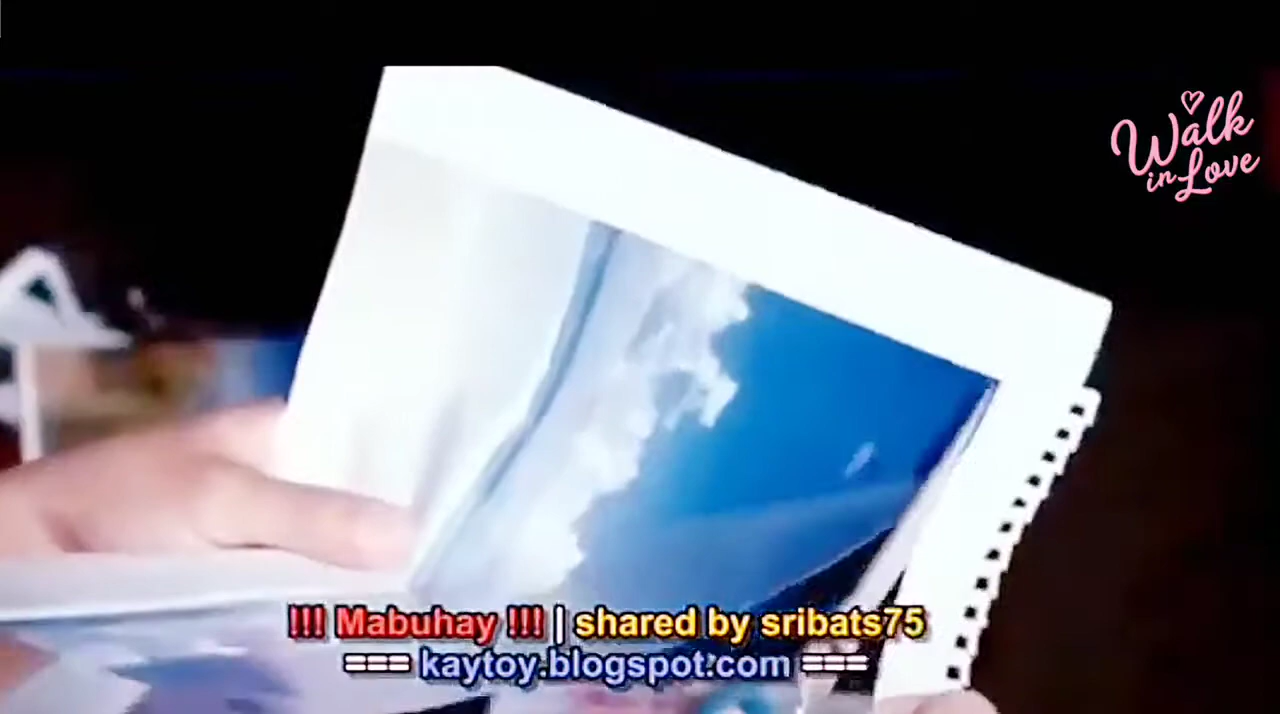 Walk
in Love
!!! Mabuhay !!! | shared by sribats75
=== kaytoy.blogspot.com ===